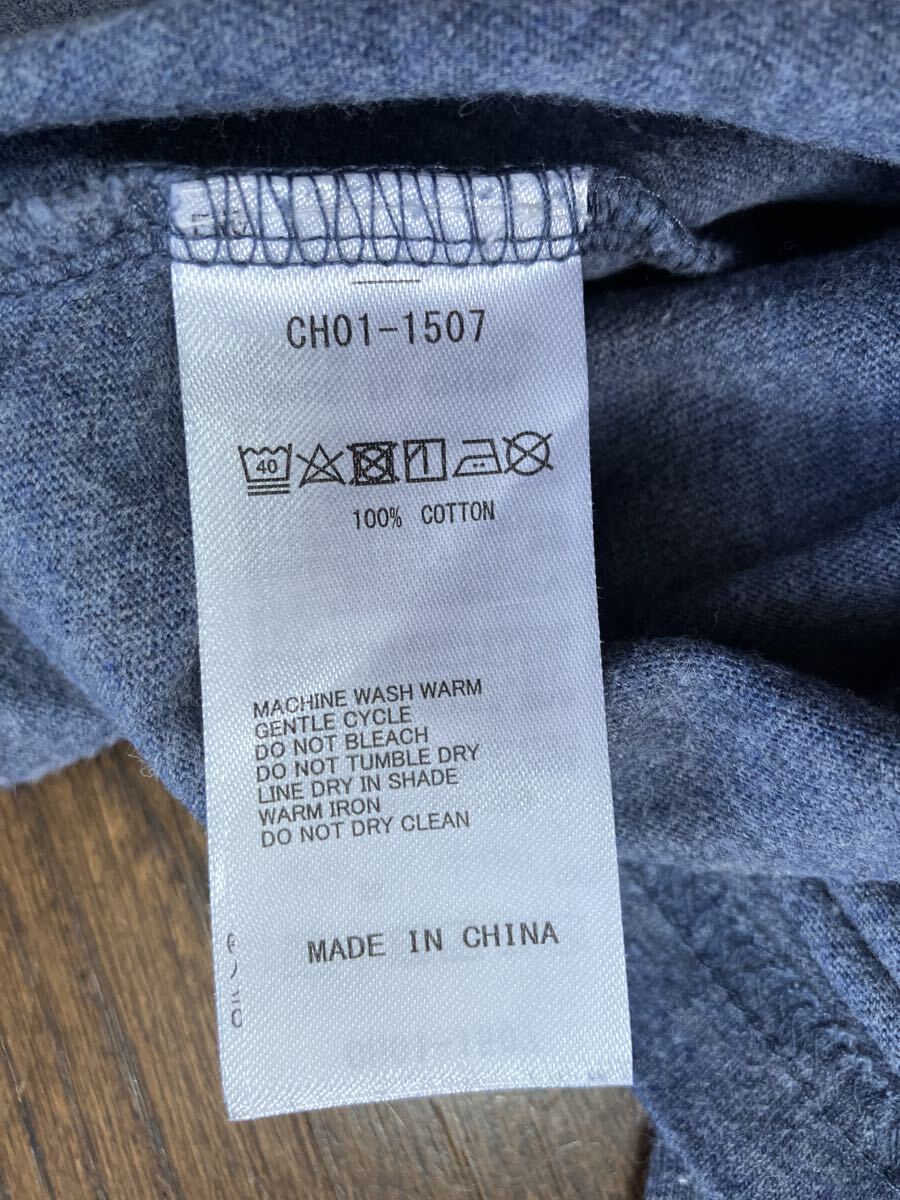 CH01-1507
40
100% COTTON
MACHINE WASH WARM
GENTLE CYCLE
DO NOT BLEACH
DO NOT TUMBLE DRY
LINE DRY IN SHADE
WARM IRON
DO NOT DRY CLEAN
MADE IN CHINA